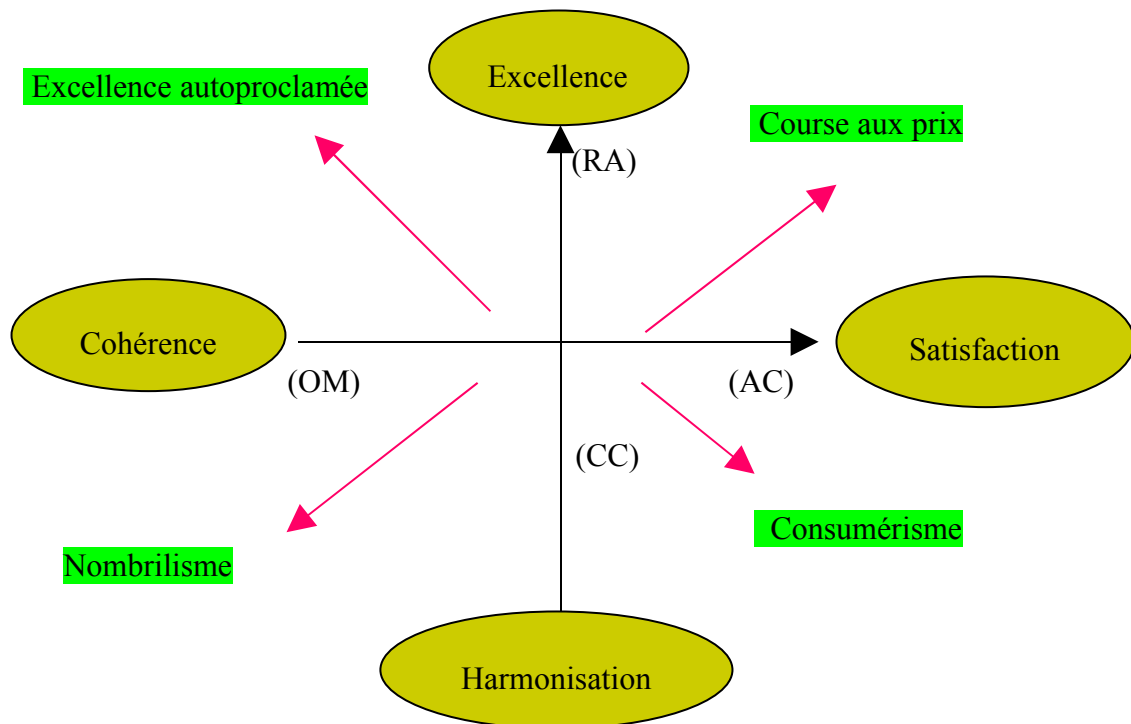 Excellence
Excellence autoproclamée
Course aux prix
(RA)
Cohérence
Satisfaction
(OM)
(AC)
(CC)
Consumérisme
Nombrilisme
Harmonisation